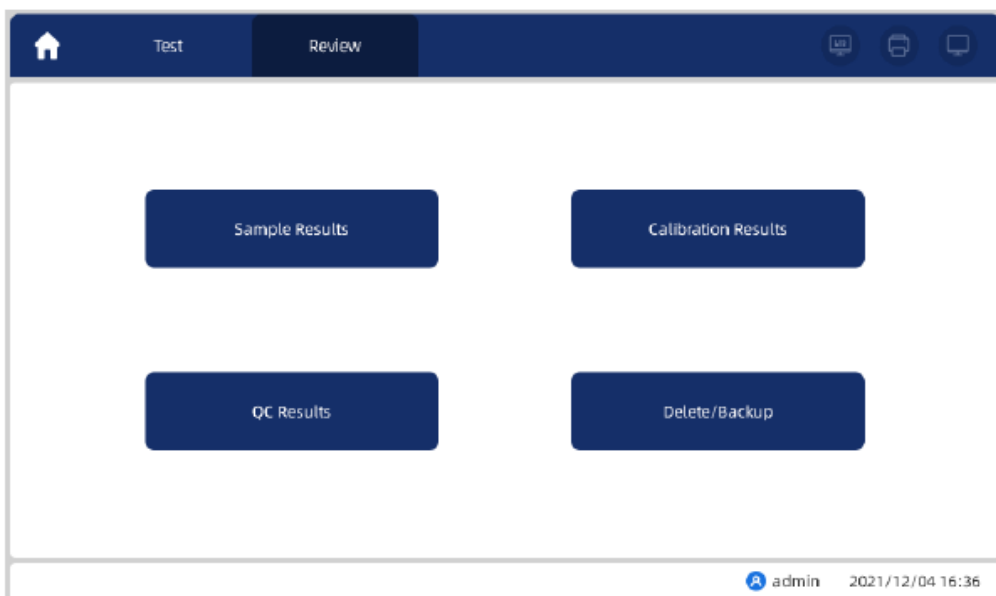 Test Review
Sample Results Calibration Results
QC Results Delete/Backup
admin 2021/12/04 16:36